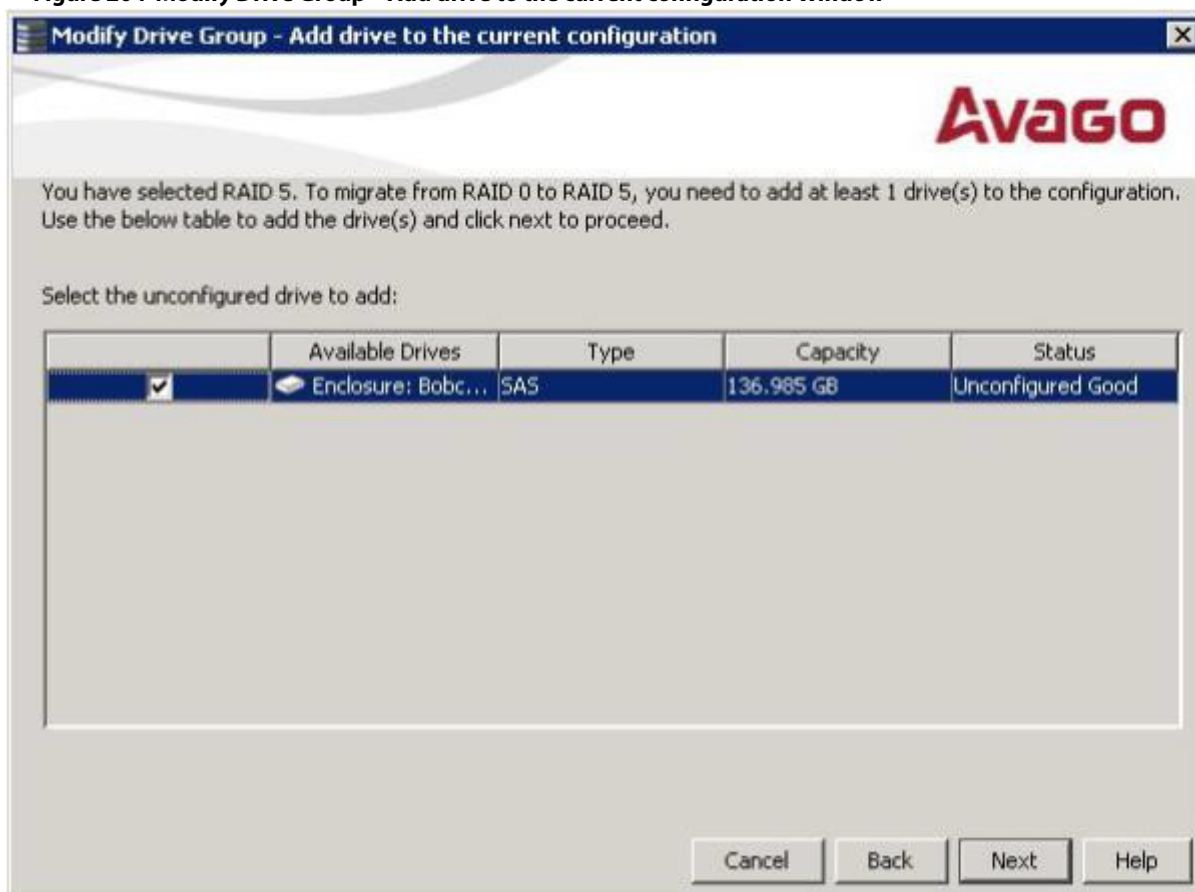 Modify Drive Group - Add drive to the current configuration
Avago
You have selected RAID 5. To migrate from RAID 0 to RAID 5, you need to add at least 1 drive(s) to the configuration.
Use the below table to add the drive(s) and click next to proceed.
Select the unconfigured drive to add:
Available Drives Type Capacity Status
Enclosure: Bobc... SAS 136.985 GB Unconfigured Good
Cancel Back Next Help